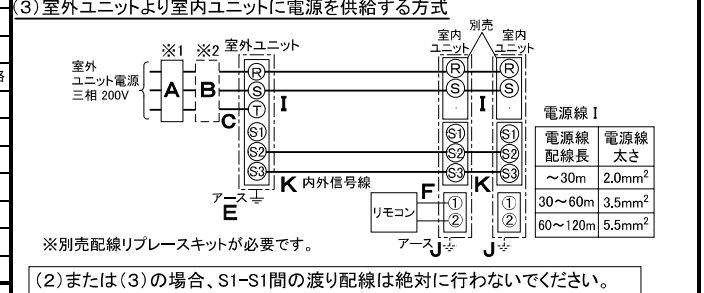 (3)室外ユニットより室内ユニットに電源を供給する方式
※1 ※2 室外ユニット
室内ユニット 別売 室内ユニット
室外
ユニット電源
三相 200V
A B C
R
S
T
S1
S2
S3
I
R
S
S1
S2
S3
I
R
S
S1
S2
S3
K 内外信号線
アース
E
F
K
リモコン
①
②
①
②
アース J
J
電源線 I
電源線配線長 電源線太さ
～30m 2.0mm²
30～60m 3.5mm²
60～120m 5.5mm²
※別売配線リプレースキットが必要です。
(2)または(3)の場合、S1-S1間の渡り配線は絶対に行わないでください。